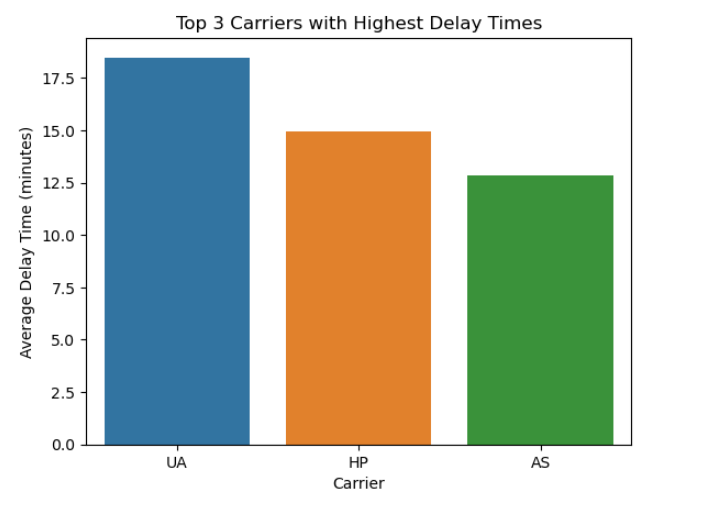 Top 3 Carriers with Highest Delay Times
Average Delay Time (minutes)
17.5
15.0
12.5
10.0
7.5
5.0
2.5
0.0
UA HP AS
Carrier